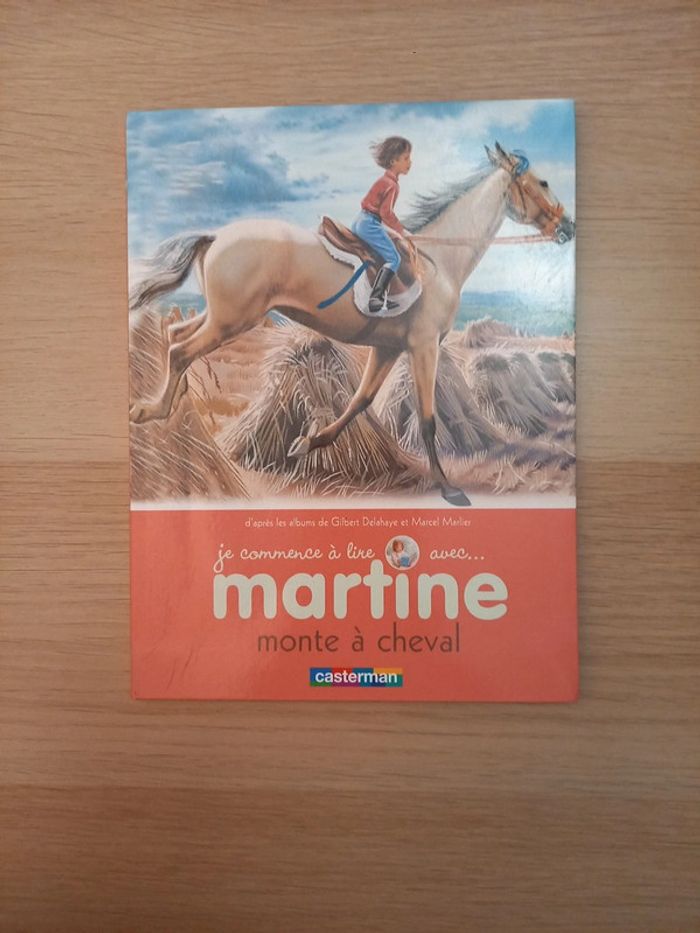 d'après les albums de Gilbert Delahaye et Marcel Marlier
je commence à lire avec...
martine
monte à cheval
casterman